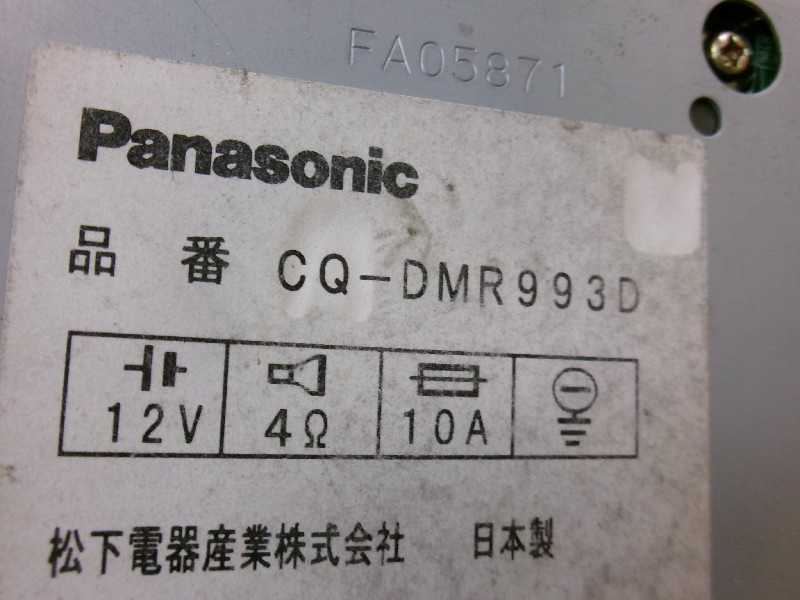 FA05871
Panasonic
品番 CQ-DMR993D
12V 4Ω 10A
松下電器産業株式会社 日本製